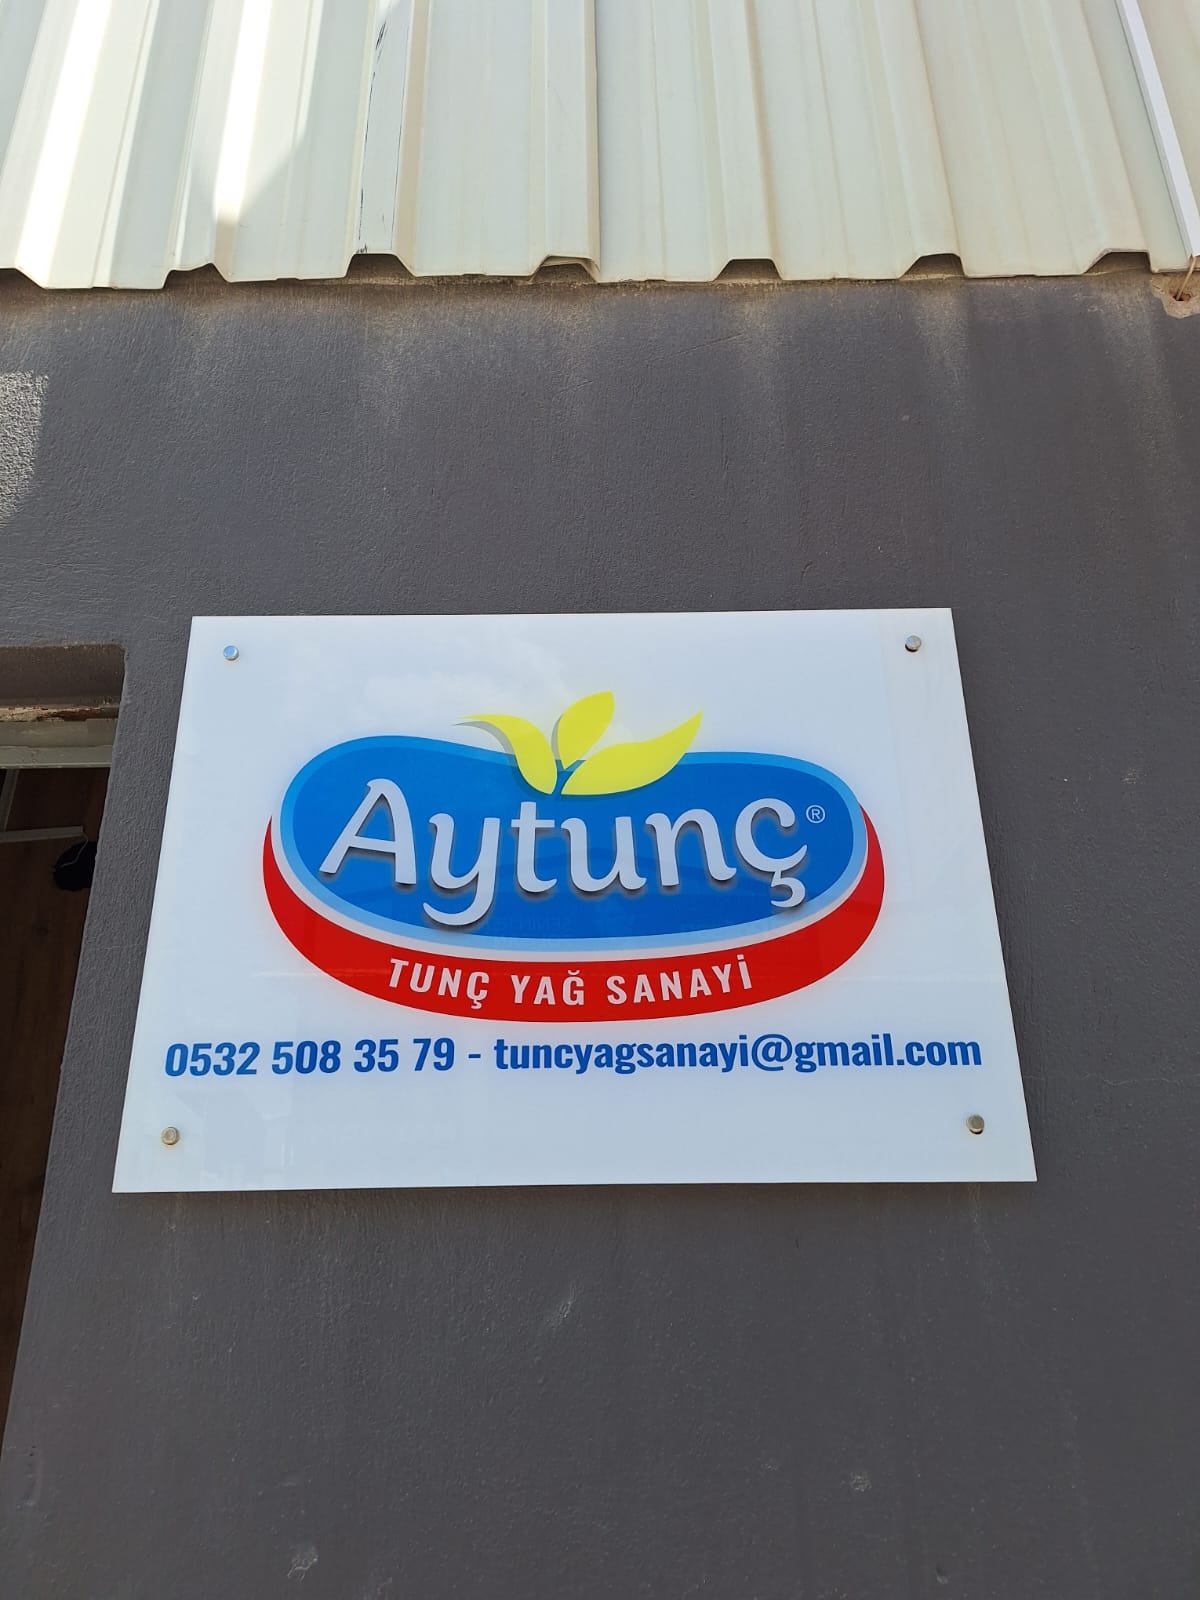 Aytunç®
TUNÇ YAĞ SANAYİ
0532 508 35 79 - tuncyagsanayi@gmail.com